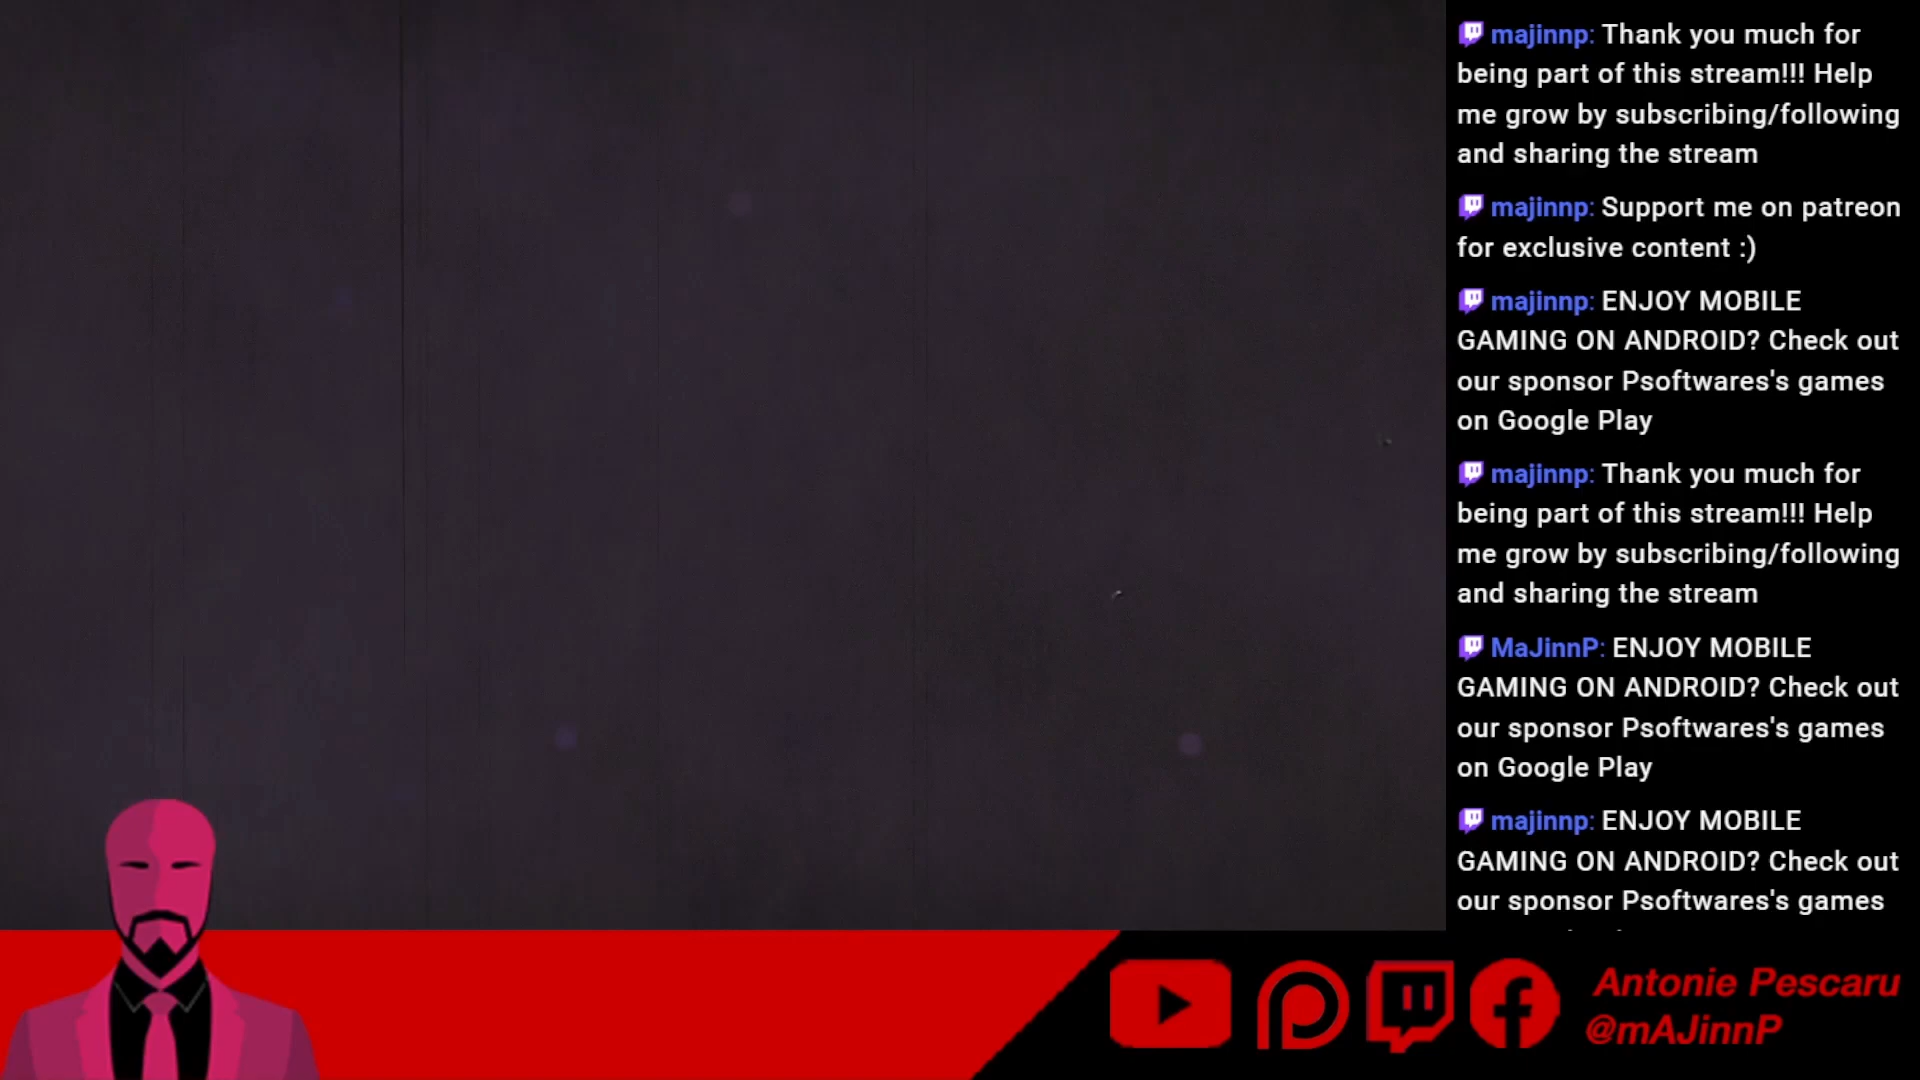 majinnp: Thank you much for
being part of this stream!!! Help
me grow by subscribing/following
and sharing the stream
majinnp: Support me on patreon
for exclusive content :)
majinnp: ENJOY MOBILE
GAMING ON ANDROID? Check out
our sponsor Psoftwares's games
on Google Play
majinnp: Thank you much for
being part of this stream!!! Help
me grow by subscribing/following
and sharing the stream
MaJinnP: ENJOY MOBILE
GAMING ON ANDROID? Check out
our sponsor Psoftwares's games
on Google Play
majinnp: ENJOY MOBILE
GAMING ON ANDROID? Check out
our sponsor Psoftwares's games
Antonie Pescaru
@mAJinnP